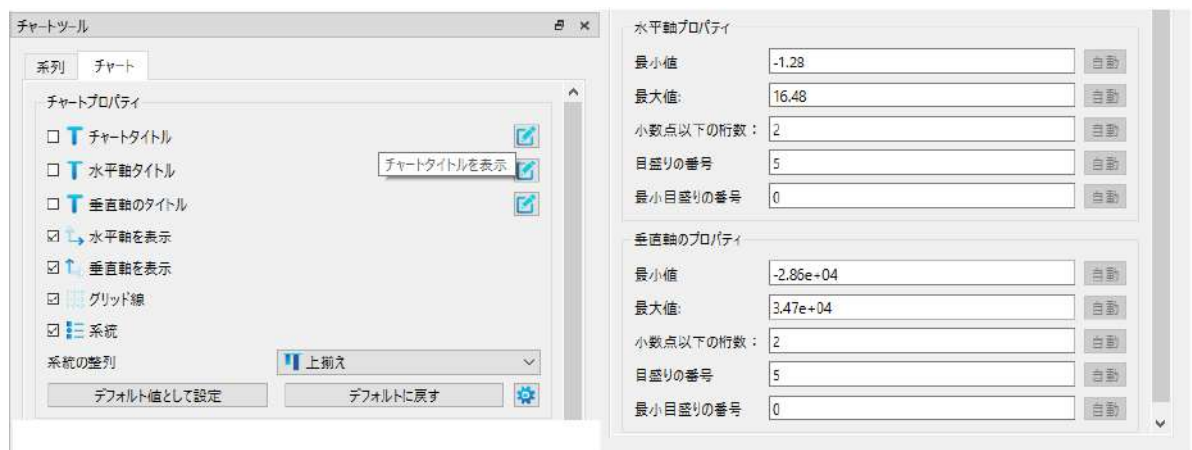 チャートツール
系列 チャート
チャートプロパティ
チャートタイトル
チャートタイトルを表示
水平軸タイトル
垂直軸のタイトル
水平軸を表示
垂直軸を表示
グリッド線
系統
系統の整列 上揃え
デフォルト値として設定 デフォルトに戻す
水平軸プロパティ
最小値 -1.28 自動
最大値: 16.48 自動
小数点以下の桁数： 2 自動
目盛りの番号 5 自動
最小目盛りの番号 0 自動
垂直軸のプロパティ
最小値 -2.86e+04 自動
最大値: 3.47e+04 自動
小数点以下の桁数： 2 自動
目盛りの番号 5 自動
最小目盛りの番号 0 自動